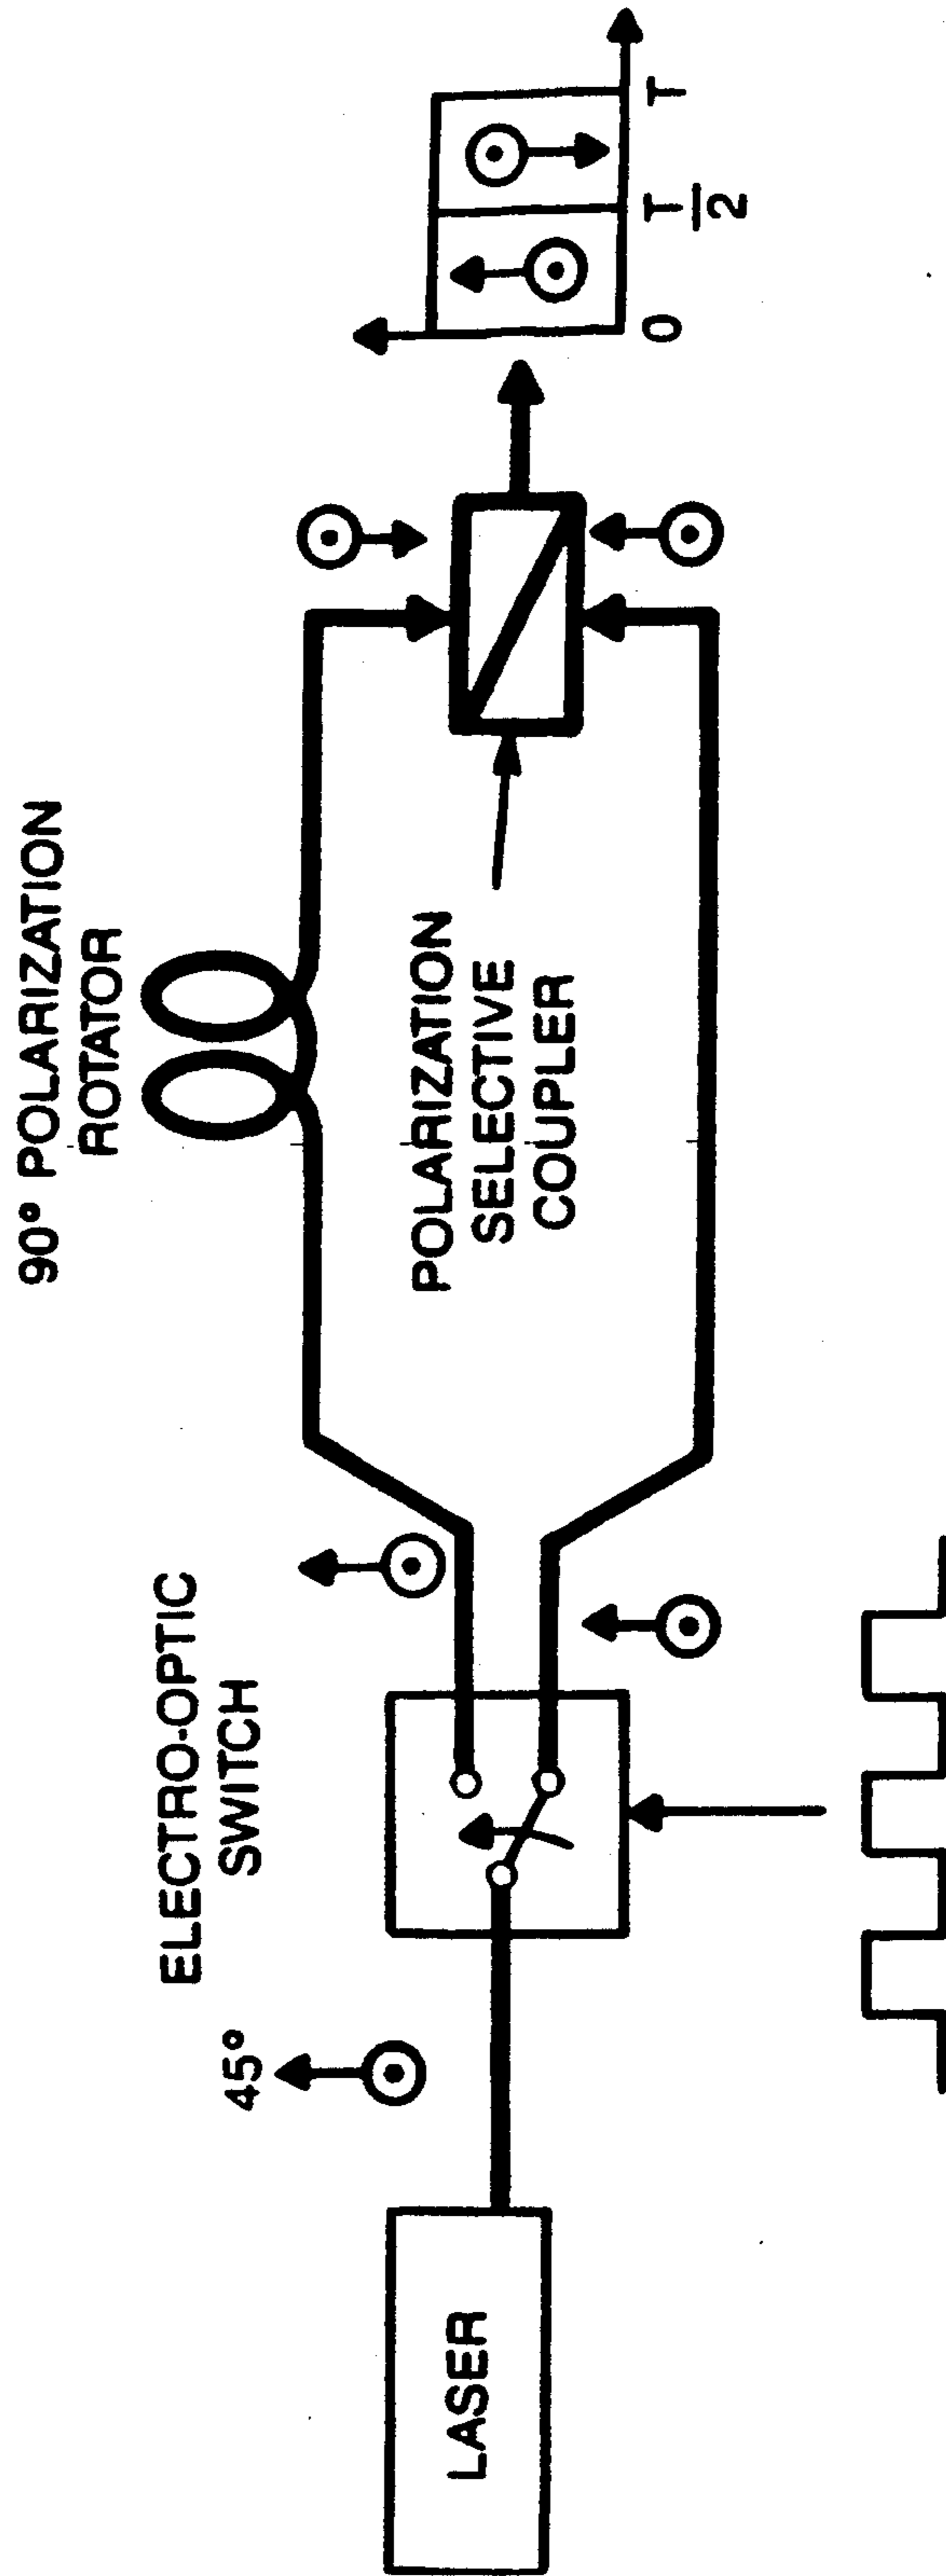 LASER
45°
ELECTRO-OPTIC
SWITCH
90° POLARIZATION
ROTATOR
POLARIZATION
SELECTIVE
COUPLER
0
T
2
T